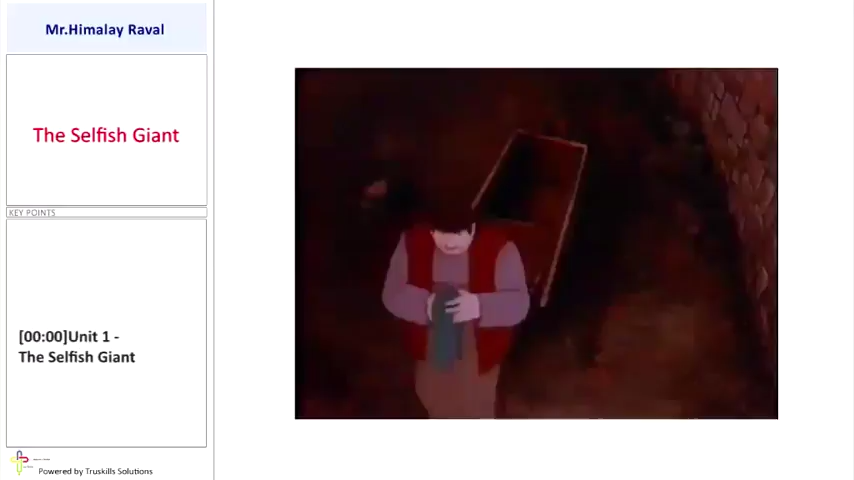 Mr.Himalay Raval
The Selfish Giant
KEY POINTS
[00:00]Unit 1 -
The Selfish Giant
Powered by Truskills Solutions